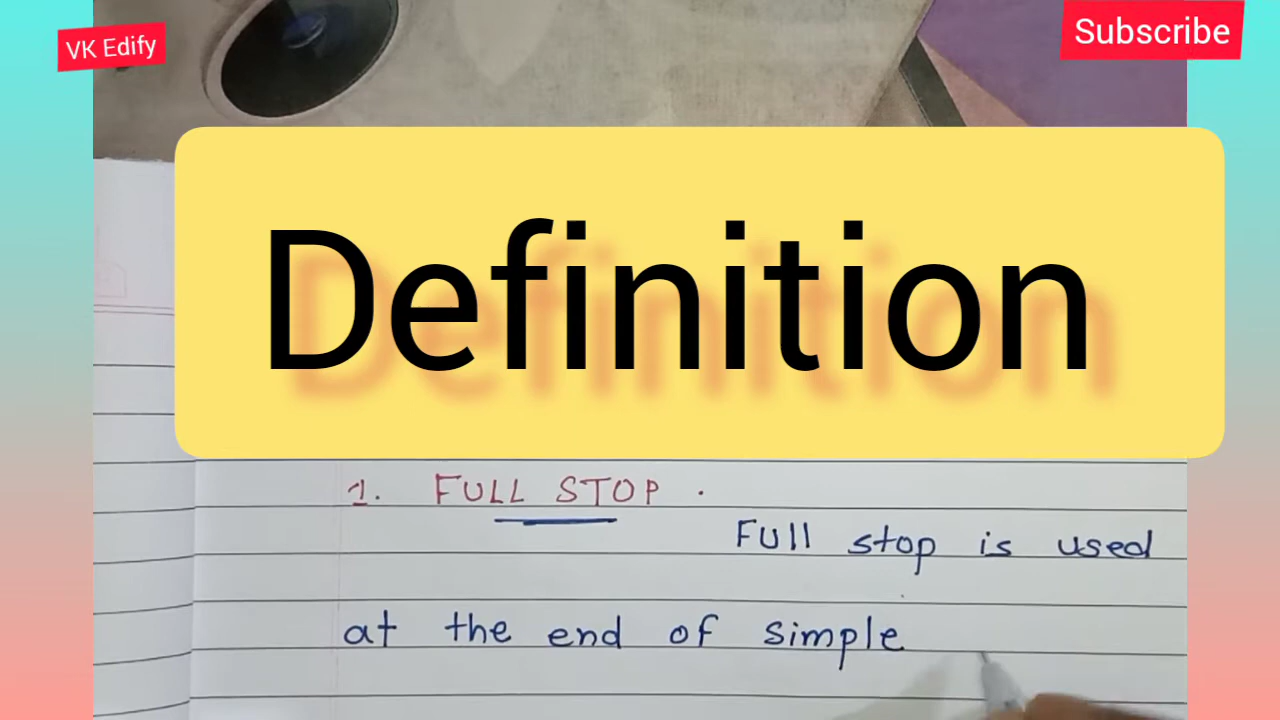 VK Edify
Subscribe
Definition
1. FULL STOP .
Full stop is used
at the end of simple